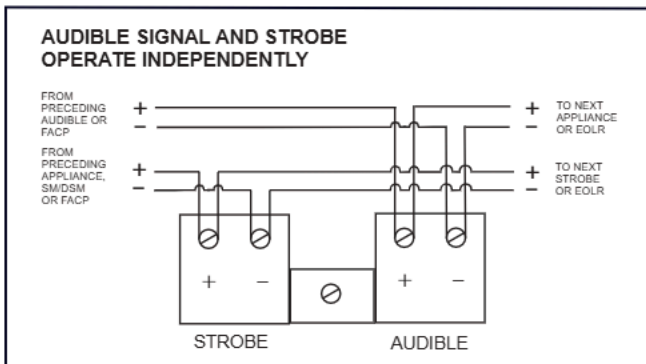 AUDIBLE SIGNAL AND STROBE
OPERATE INDEPENDENTLY
FROM
PRECEDING
AUDIBLE OR
FACP
+
−
TO NEXT
APPLIANCE
OR EOLR
+
−
FROM
PRECEDING
APPLIANCE,
SM/DSM
OR FACP
+
−
TO NEXT
STROBE
OR EOLR
+
−
+ −
+ −
STROBE
AUDIBLE